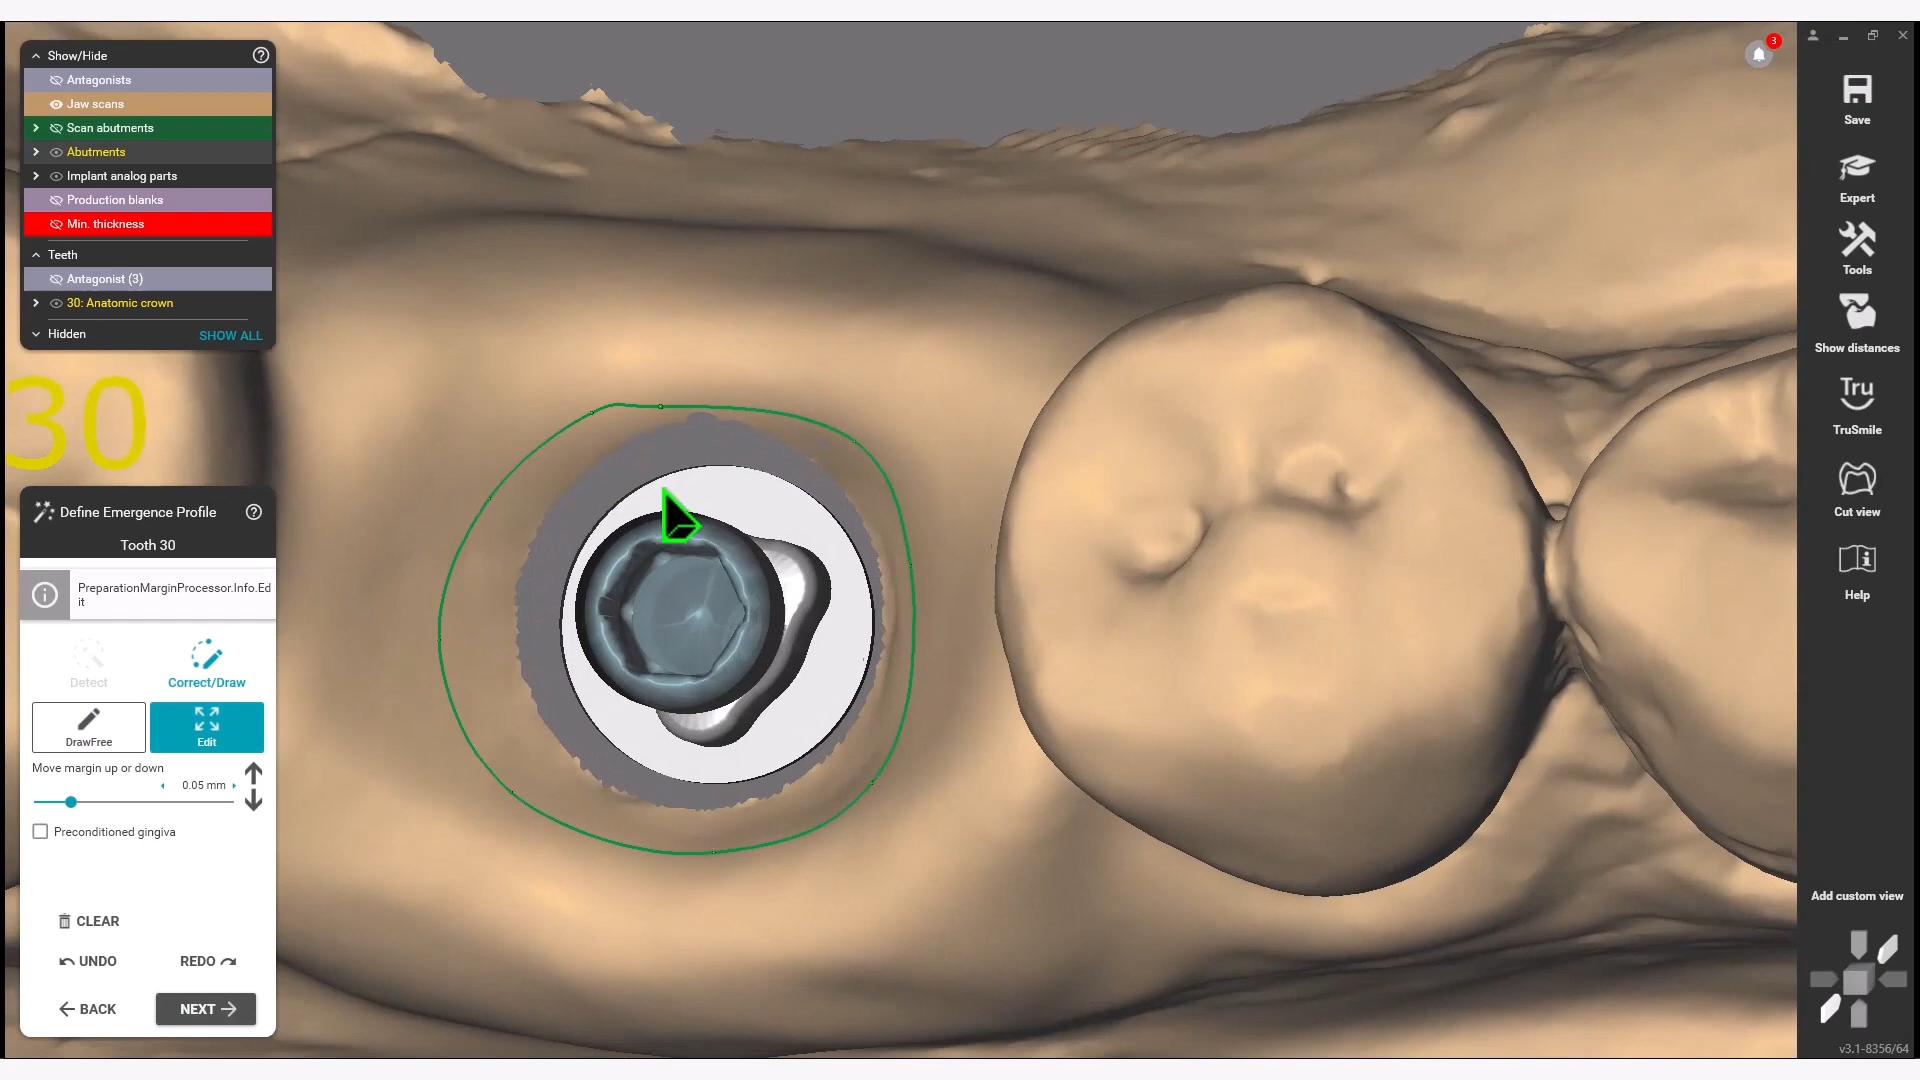 Show/Hide
Antagonists
Jaw scans
Scan abutments
Abutments
Implant analog parts
Production blanks
Min. thickness
Teeth
Antagonist (3)
30: Anatomic crown
Hidden SHOW ALL
30
Define Emergence Profile
Tooth 30
PreparationMarginProcessor.Info.Ed
it
Detect Correct/Draw
DrawFree Edit
Move margin up or down
0.05 mm
Preconditioned gingiva
CLEAR
UNDO REDO
BACK NEXT
3
Save
Expert
Tools
Show distances
Tru
TruSmile
Cut view
Help
Add custom view
v3.1-8356/64